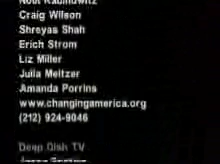 Craig Wilson
Shreyas Shah
Erich Strom
Liz Miller
Julia Meltzer
Amanda Porrins
www.changingamerica.org
(212) 924-9046
Deep Dish TV